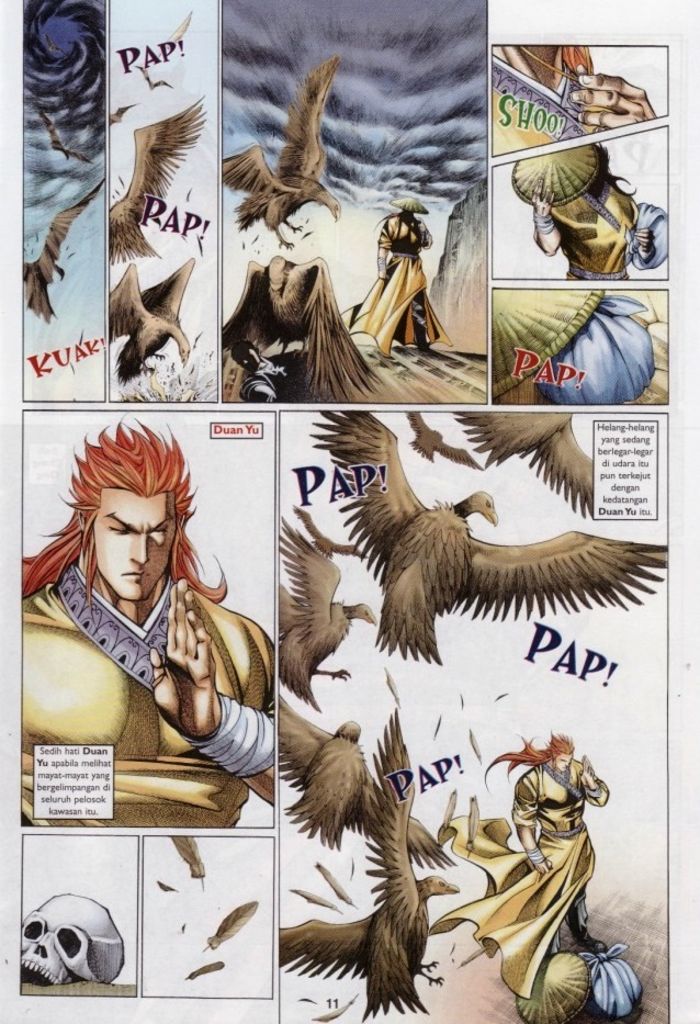 PAP!
PAP!
KUAK!
SHOO!
PAP!
Duan Yu
Sedih hati Duan
Yu apabila melihat
mayat-mayat yang
bergelimpangan di
seluruh pelosok
kawasan itu.
PAP!
Helang-helang
yang sedang
berlegar-legar
di udara itu
pun terkejut
dengan
kedatangan
Duan Yu itu.
PAP!
PAP!
11